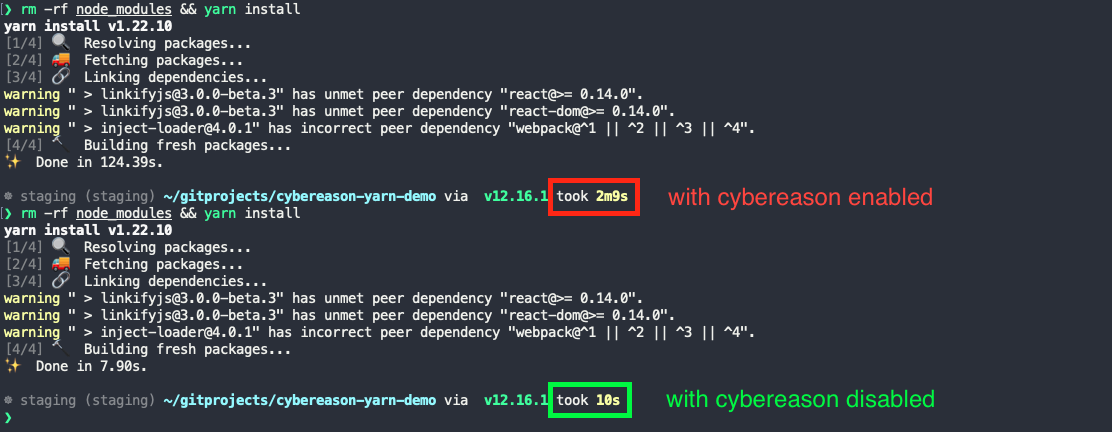 ❯ rm -rf node_modules && yarn install
yarn install v1.22.10
[1/4] 🔍  Resolving packages...
[2/4] 🚚  Fetching packages...
[3/4] 🔗  Linking dependencies...
warning " > linkifyjs@3.0.0-beta.3" has unmet peer dependency "react@>= 0.14.0".
warning " > linkifyjs@3.0.0-beta.3" has unmet peer dependency "react-dom@>= 0.14.0".
warning " > inject-loader@4.0.1" has incorrect peer dependency "webpack@^1 || ^2 || ^3 || ^4".
[4/4] 🔨  Building fresh packages...
✨  Done in 124.39s.
☸ staging (staging) ~/gitprojects/cybereason-yarn-demo via  v12.16.1 took 2m9s with cybereason enabled
❯ rm -rf node_modules && yarn install
yarn install v1.22.10
[1/4] 🔍  Resolving packages...
[2/4] 🚚  Fetching packages...
[3/4] 🔗  Linking dependencies...
warning " > linkifyjs@3.0.0-beta.3" has unmet peer dependency "react@>= 0.14.0".
warning " > linkifyjs@3.0.0-beta.3" has unmet peer dependency "react-dom@>= 0.14.0".
warning " > inject-loader@4.0.1" has incorrect peer dependency "webpack@^1 || ^2 || ^3 || ^4".
[4/4] 🔨  Building fresh packages...
✨  Done in 7.90s.
☸ staging (staging) ~/gitprojects/cybereason-yarn-demo via  v12.16.1 took 10s with cybereason disabled
❯